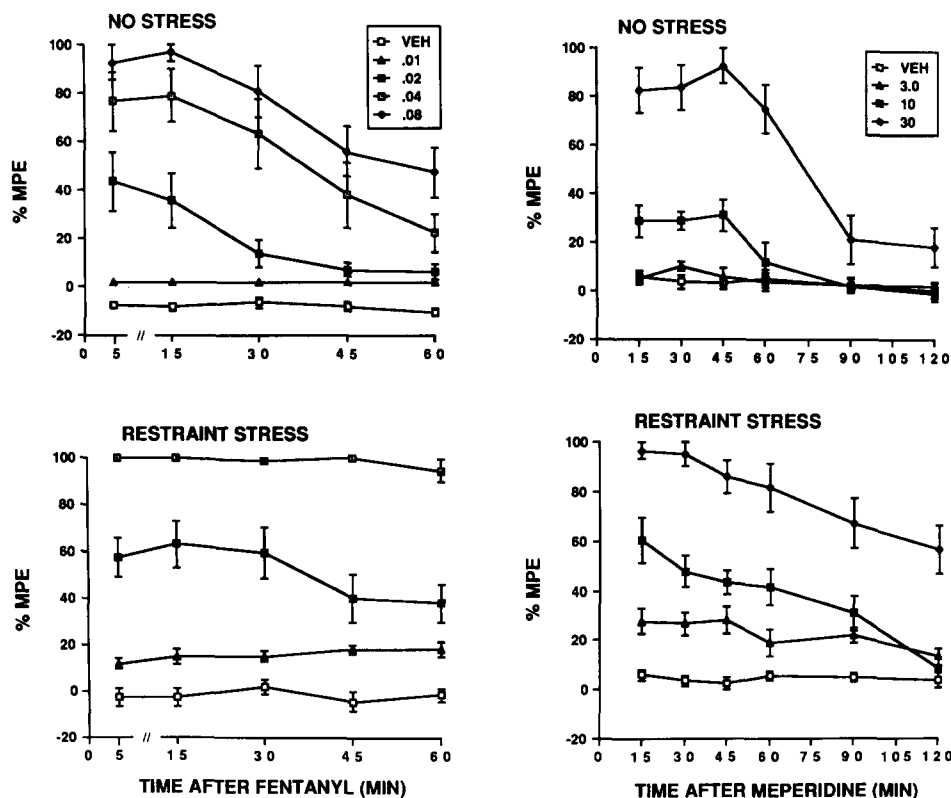 NO STRESS
% MPE
100
80
60
40
20
0
-20
VEH
.01
.02
.04
.08
0 5 // 15 30 45 60
NO STRESS
% MPE
100
80
60
40
20
0
-20
VEH
3.0
10
30
0 15 30 45 60 90 105 120
RESTRAINT STRESS
% MPE
100
80
60
40
20
0
-20
0 5 // 15 30 45 60
TIME AFTER FENTANYL (MIN)
RESTRAINT STRESS
% MPE
100
80
60
40
20
0
-20
0 15 30 45 60 90 105 120
TIME AFTER MEPERIDINE (MIN)